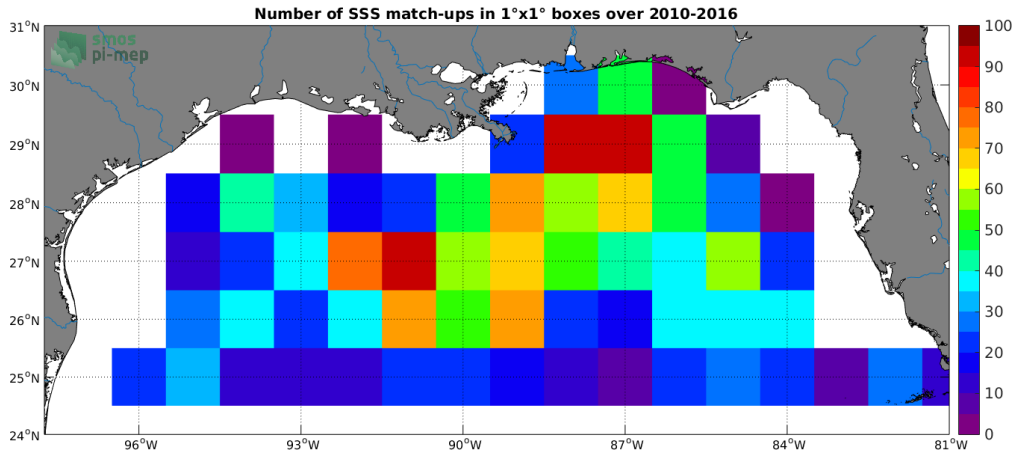 Number of SSS match-ups in 1°x1° boxes over 2010-2016
smos
pi-mep
31°N
30°N
29°N
28°N
27°N
26°N
25°N
24°N
96°W 93°W 90°W 87°W 84°W 81°W
100
90
80
70
60
50
40
30
20
10
0